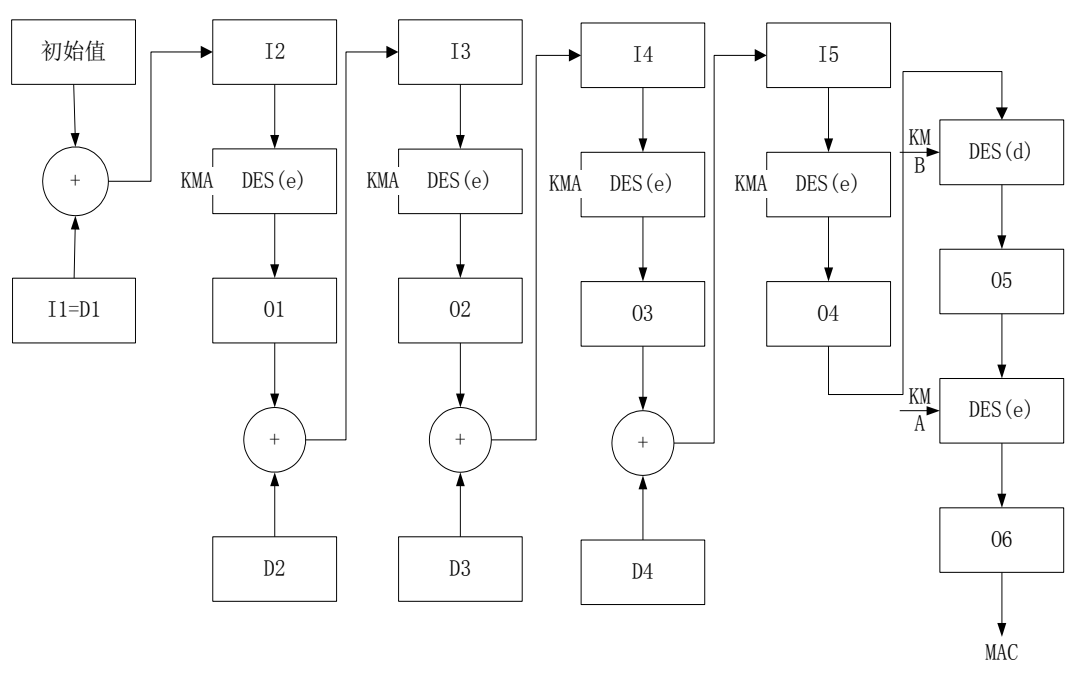 初始值
I2
I3
I4
I5
+
KMA
DES(e)
KMA
DES(e)
KMA
DES(e)
KMA
DES(e)
KM
B
DES(d)
I1=D1
O1
O2
O3
O4
O5
+
+
+
KM
A
DES(e)
D2
D3
D4
O6
MAC